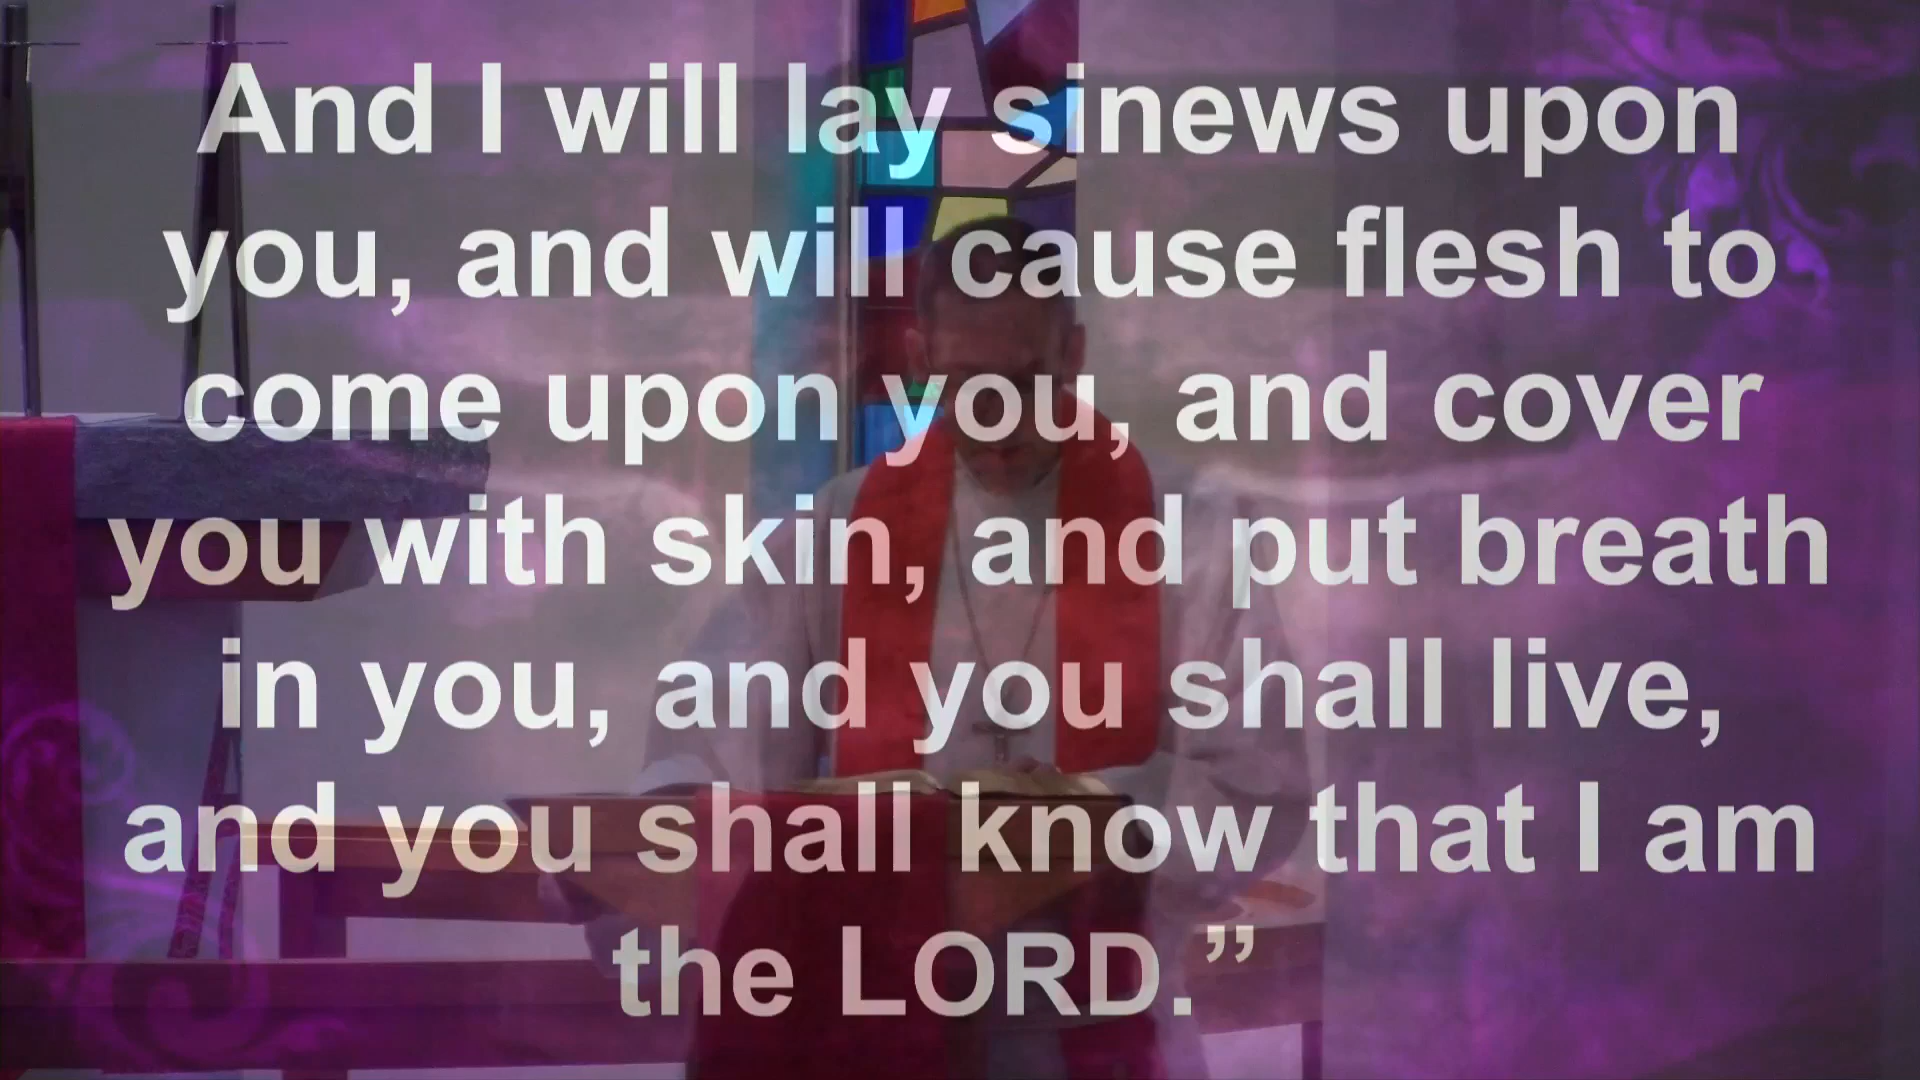 And I will lay sinews upon
you, and will cause flesh to
come upon you, and cover
you with skin, and put breath
in you, and you shall live,
and you shall know that I am
the LORD.”